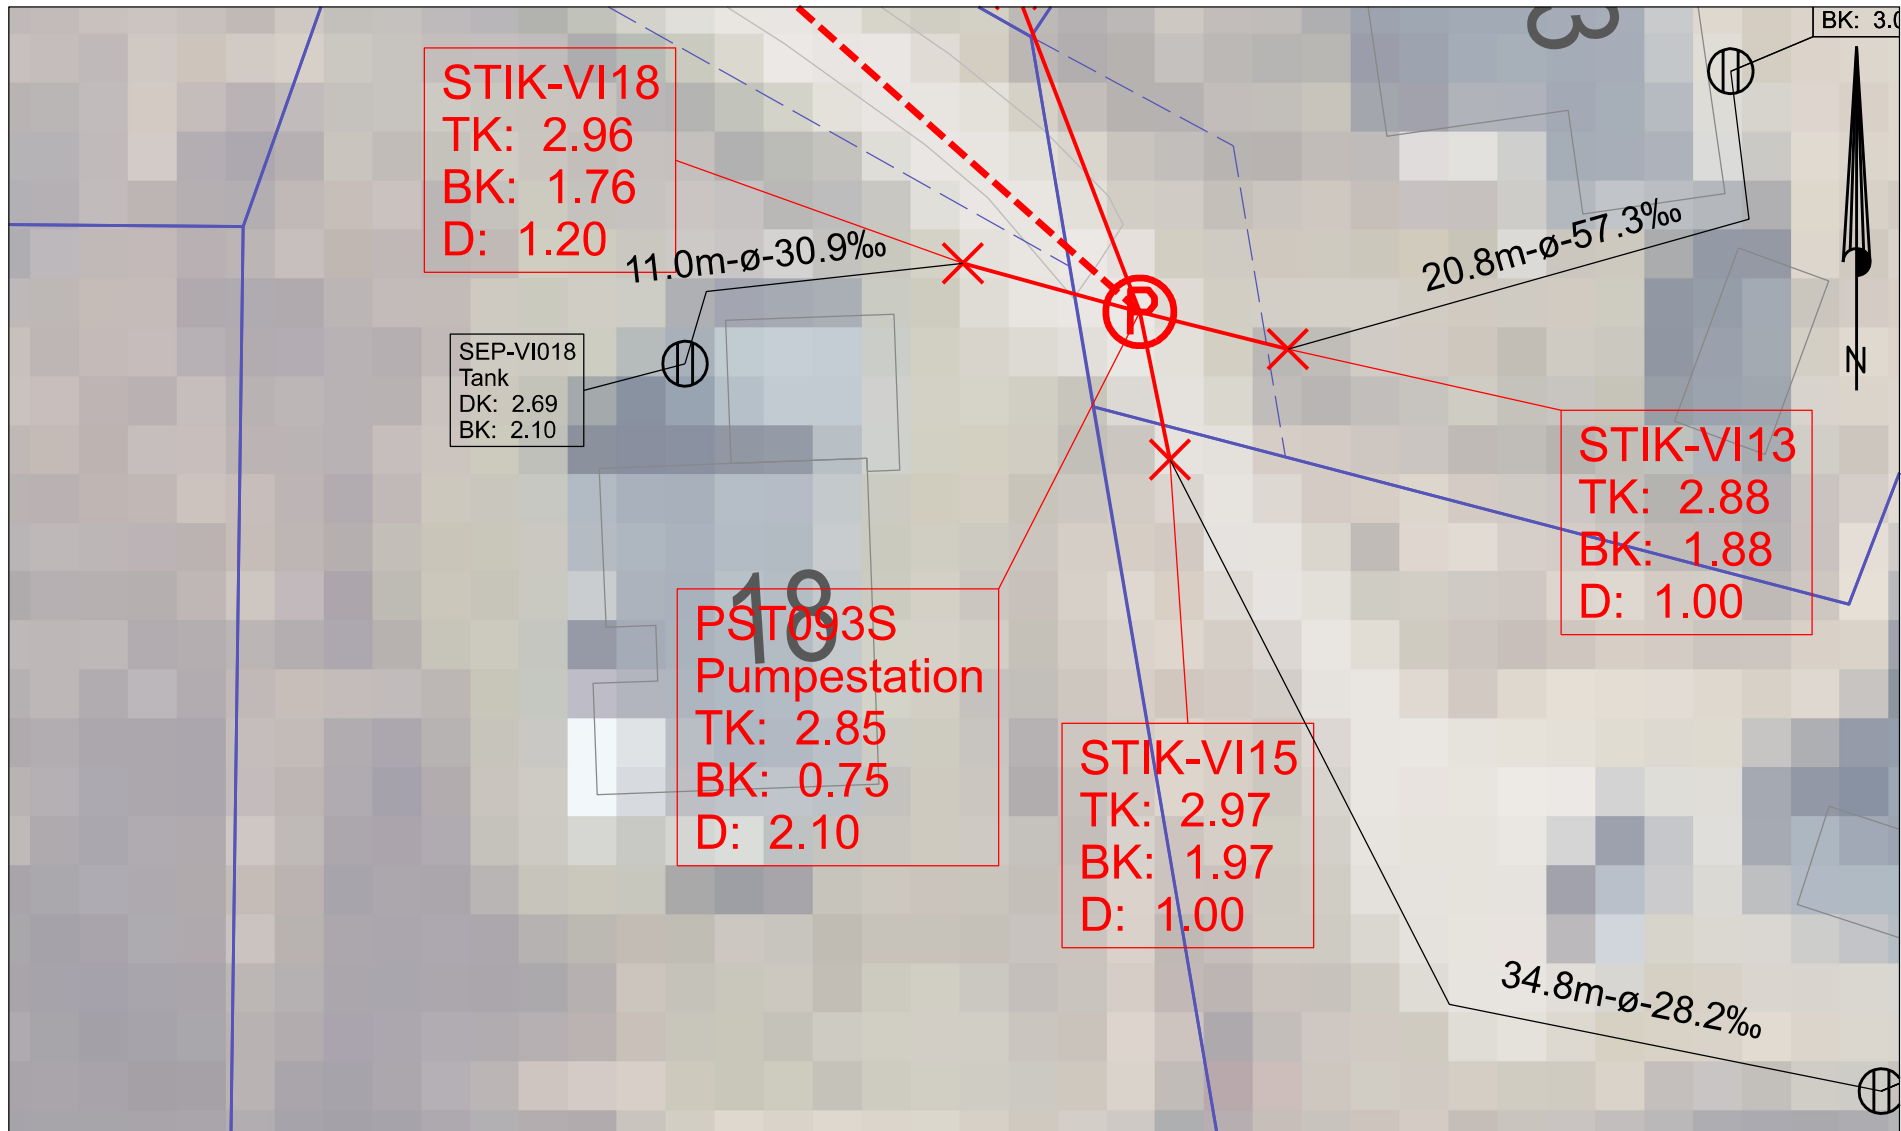 BK: 3.0
STIK-VI18
TK: 2.96
BK: 1.76
D: 1.20
11.0m-ø-30.9‰
20.8m-ø-57.3‰
SEP-VI018
Tank
DK: 2.69
BK: 2.10
N
STIK-VI13
TK: 2.88
BK: 1.88
D: 1.00
18
PST093S
Pumpestation
TK: 2.85
BK: 0.75
D: 2.10
STIK-VI15
TK: 2.97
BK: 1.97
D: 1.00
34.8m-ø-28.2‰
3
P